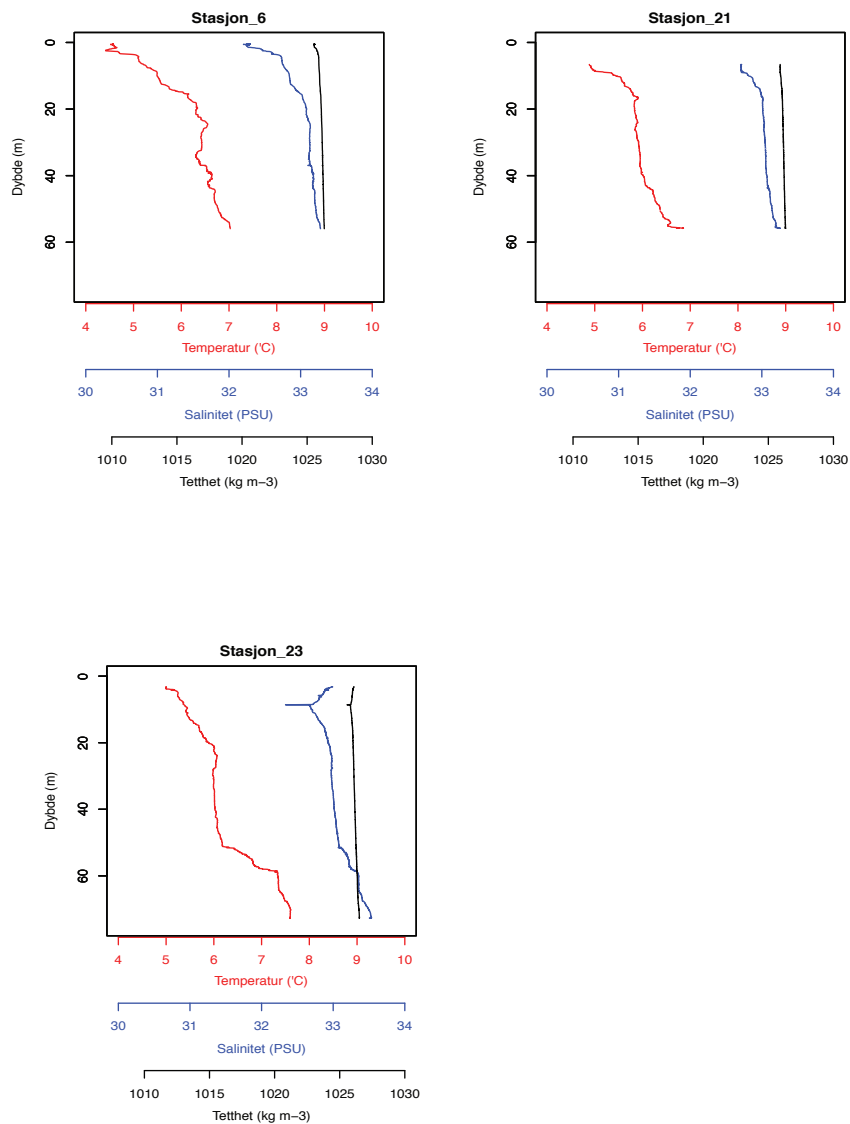 Stasjon_6
0
20
40
60
Dybde (m)
4 5 6 7 8 9 10
Temperatur ('C)
30 31 32 33 34
Salinitet (PSU)
1010 1015 1020 1025 1030
Tetthet (kg m−3)
Stasjon_21
0
20
40
60
Dybde (m)
4 5 6 7 8 9 10
Temperatur ('C)
30 31 32 33 34
Salinitet (PSU)
1010 1015 1020 1025 1030
Tetthet (kg m−3)
Stasjon_23
0
20
40
60
Dybde (m)
4 5 6 7 8 9 10
Temperatur ('C)
30 31 32 33 34
Salinitet (PSU)
1010 1015 1020 1025 1030
Tetthet (kg m−3)